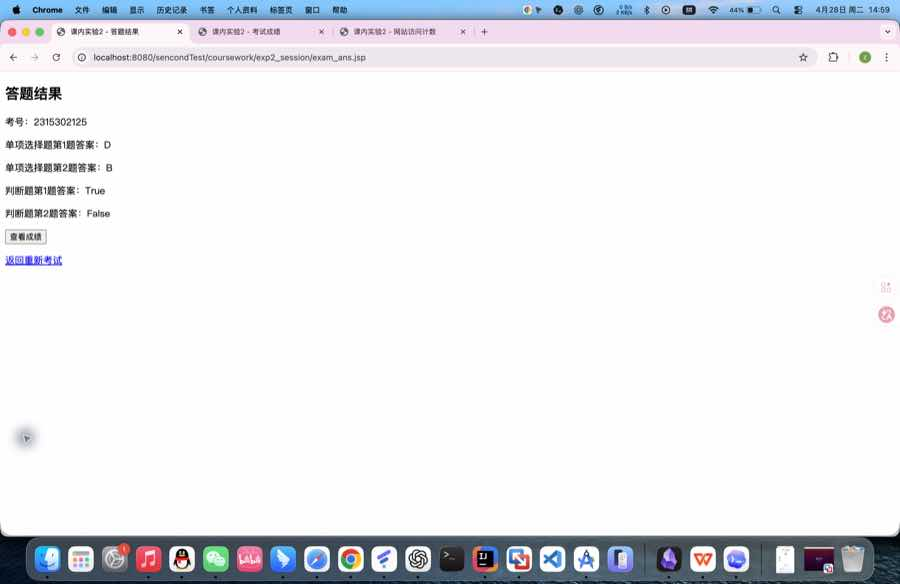 Chrome 文件 编辑 显示 历史记录 书签 个人资料 标签页 窗口 帮助
44%
4月28日 周二 14:59
课内实验2 - 答题结果
课内实验2 - 考试成绩
课内实验2 - 网站访问计数
localhost:8080/sencondTest/coursework/exp2_session/exam_ans.jsp
答题结果
考号：2315302125
单项选择题第1题答案：D
单项选择题第2题答案：B
判断题第1题答案：True
判断题第2题答案：False
查看成绩
返回重新考试